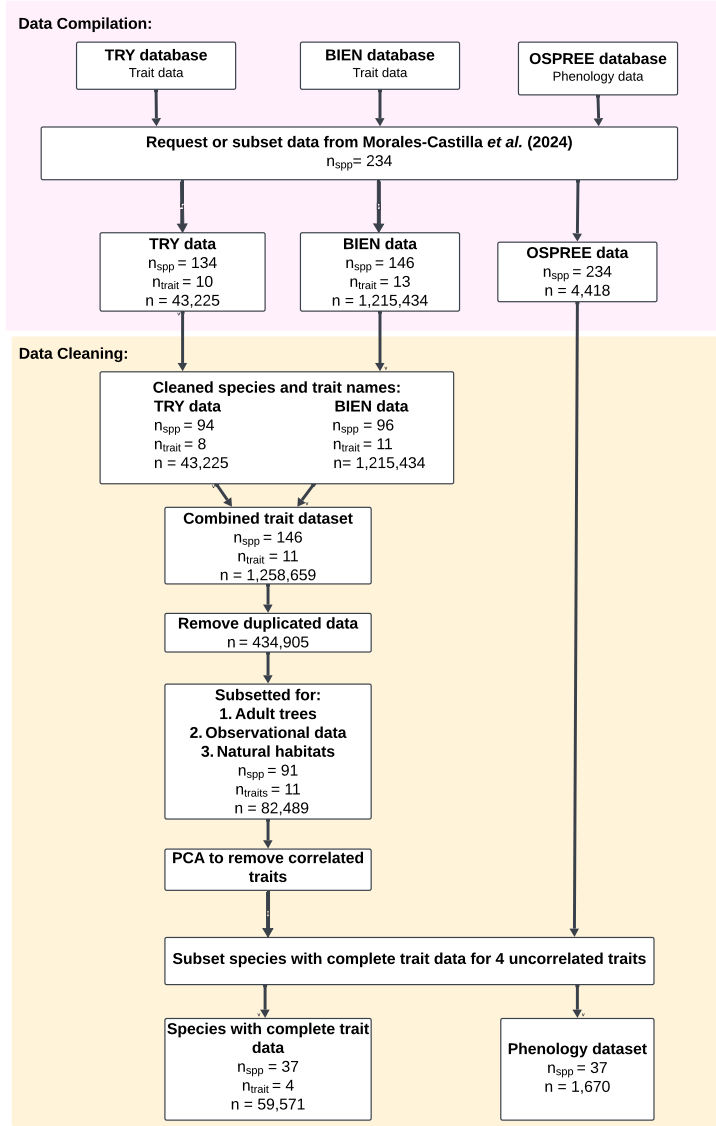 Data Compilation:
TRY database
Trait data
BIEN database
Trait data
OSPREE database
Phenology data
Request or subset data from Morales-Castilla et al. (2024)
nspp= 234
TRY data
nspp = 134
ntrait = 10
n = 43,225
BIEN data
nspp = 146
ntrait = 13
n = 1,215,434
OSPREE data
nspp = 234
n = 4,418
Data Cleaning:
Cleaned species and trait names:
TRY data
nspp = 94
ntrait = 8
n = 43,225
BIEN data
nspp = 96
ntrait = 11
n= 1,215,434
Combined trait dataset
nspp = 146
ntrait = 11
n = 1,258,659
Remove duplicated data
n = 434,905
Subsetted for:
1. Adult trees
2. Observational data
3. Natural habitats
nspp = 91
ntraits = 11
n = 82,489
PCA to remove correlated
traits
Subset species with complete trait data for 4 uncorrelated traits
Species with complete trait
data
nspp = 37
ntrait = 4
n = 59,571
Phenology dataset
nspp = 37
n = 1,670